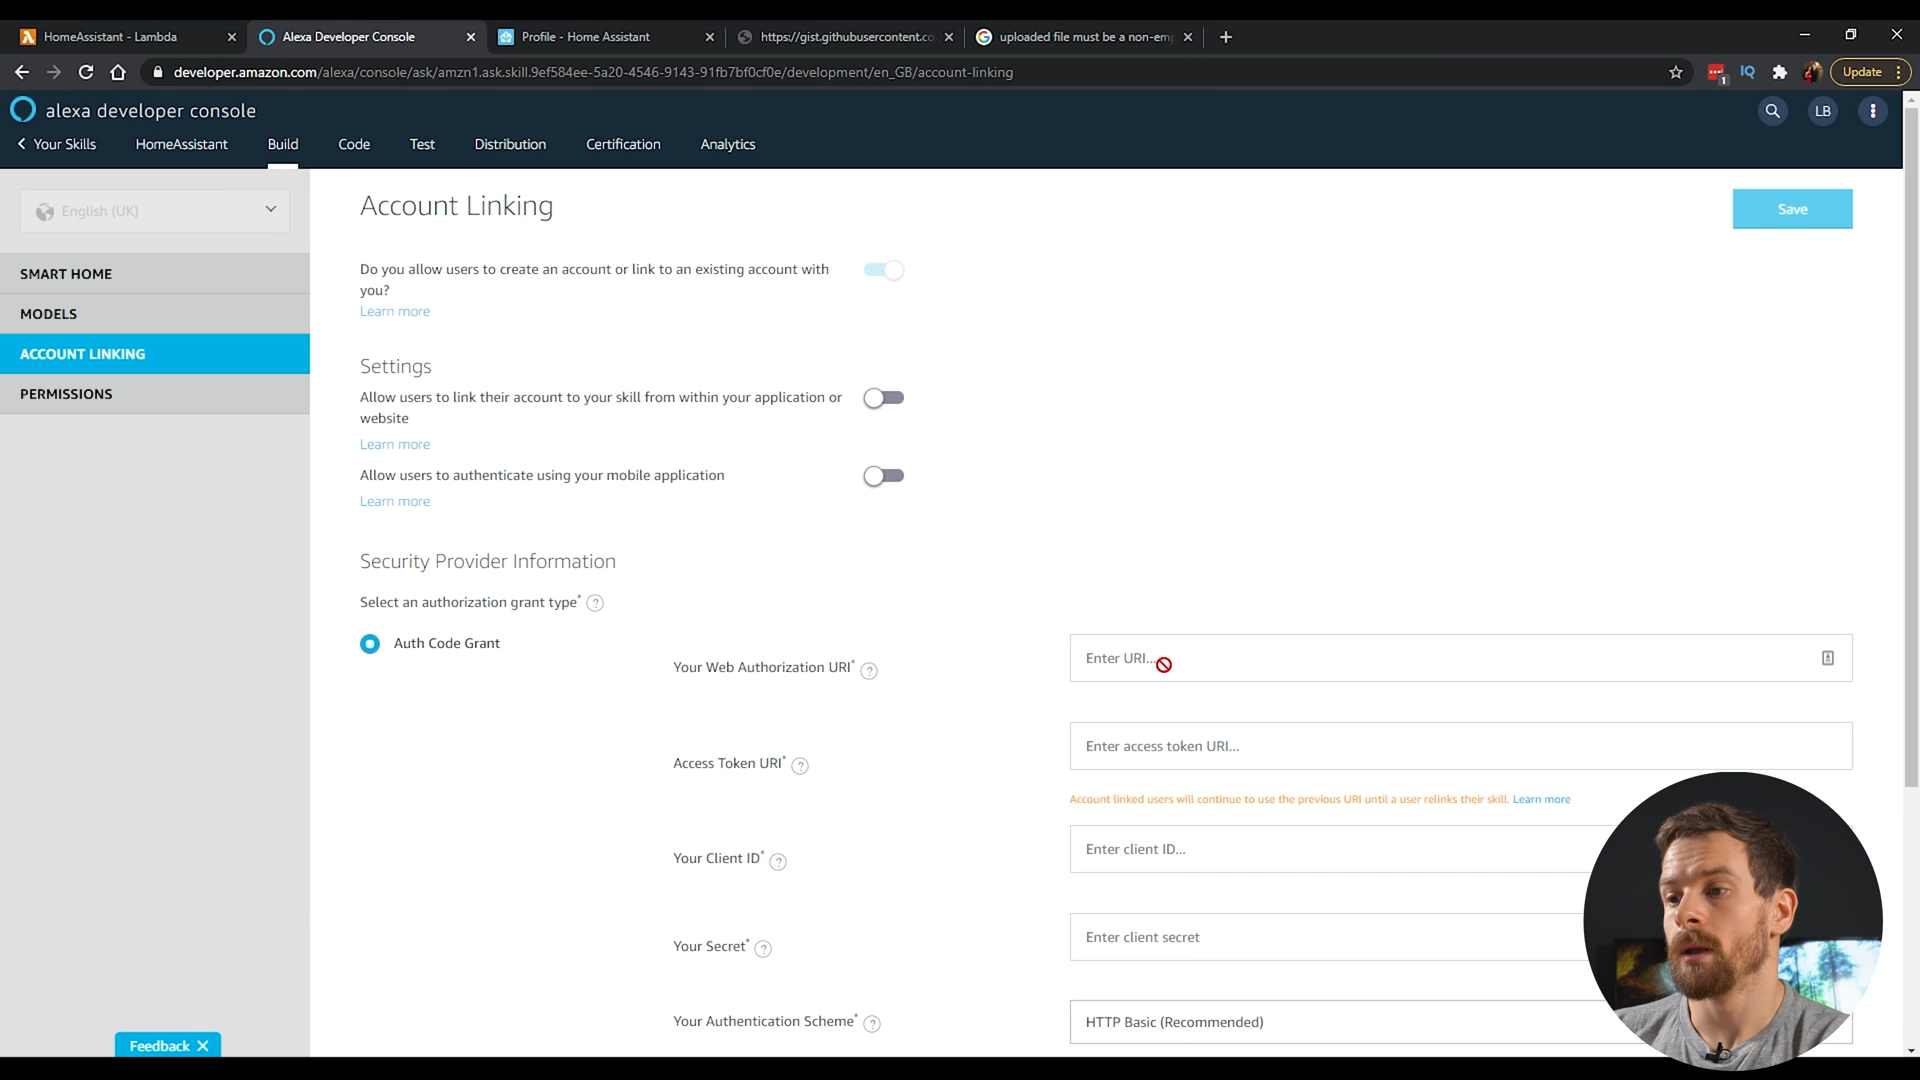 HomeAssistant - Lambda
Alexa Developer Console
Profile - Home Assistant
https://gist.githubusercontent.co
uploaded file must be a non-em
developer.amazon.com/alexa/console/ask/amzn1.ask.skill.9ef584ee-5a20-4546-9143-91fb7bf0cf0e/development/en_GB/account-linking
1
IQ
Update
alexa developer console
LB
Your Skills
HomeAssistant
Build
Code
Test
Distribution
Certification
Analytics
English (UK)
SMART HOME
MODELS
ACCOUNT LINKING
PERMISSIONS
Account Linking
Save
Do you allow users to create an account or link to an existing account with
you?
Learn more
Settings
Allow users to link their account to your skill from within your application or
website
Learn more
Allow users to authenticate using your mobile application
Learn more
Security Provider Information
Select an authorization grant type* ?
Auth Code Grant
Your Web Authorization URI* ?
Enter URI...
Access Token URI* ?
Enter access token URI...
Account linked users will continue to use the previous URI until a user relinks their skill. Learn more
Your Client ID* ?
Enter client ID...
Your Secret* ?
Enter client secret
Your Authentication Scheme* ?
HTTP Basic (Recommended)
Feedback